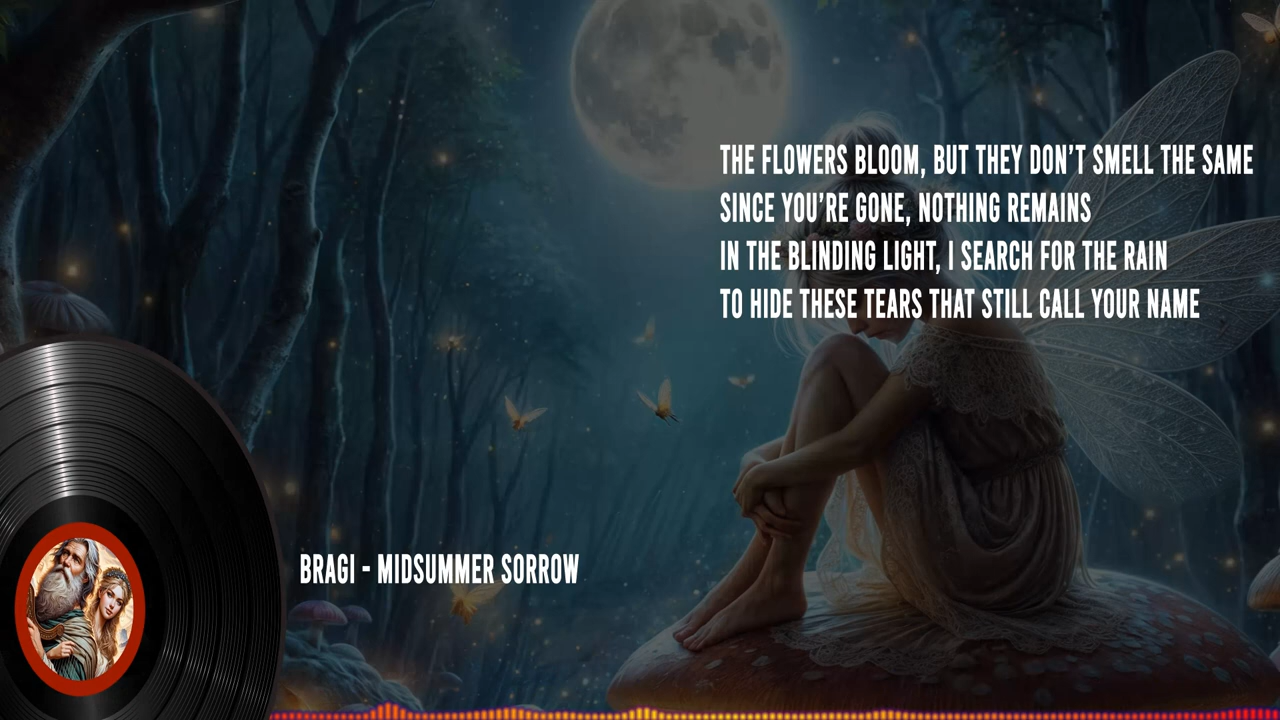 THE FLOWERS BLOOM, BUT THEY DON’T SMELL THE SAME
SINCE YOU’RE GONE, NOTHING REMAINS
IN THE BLINDING LIGHT, I SEARCH FOR THE RAIN
TO HIDE THESE TEARS THAT STILL CALL YOUR NAME
BRAGI - MIDSUMMER SORROW